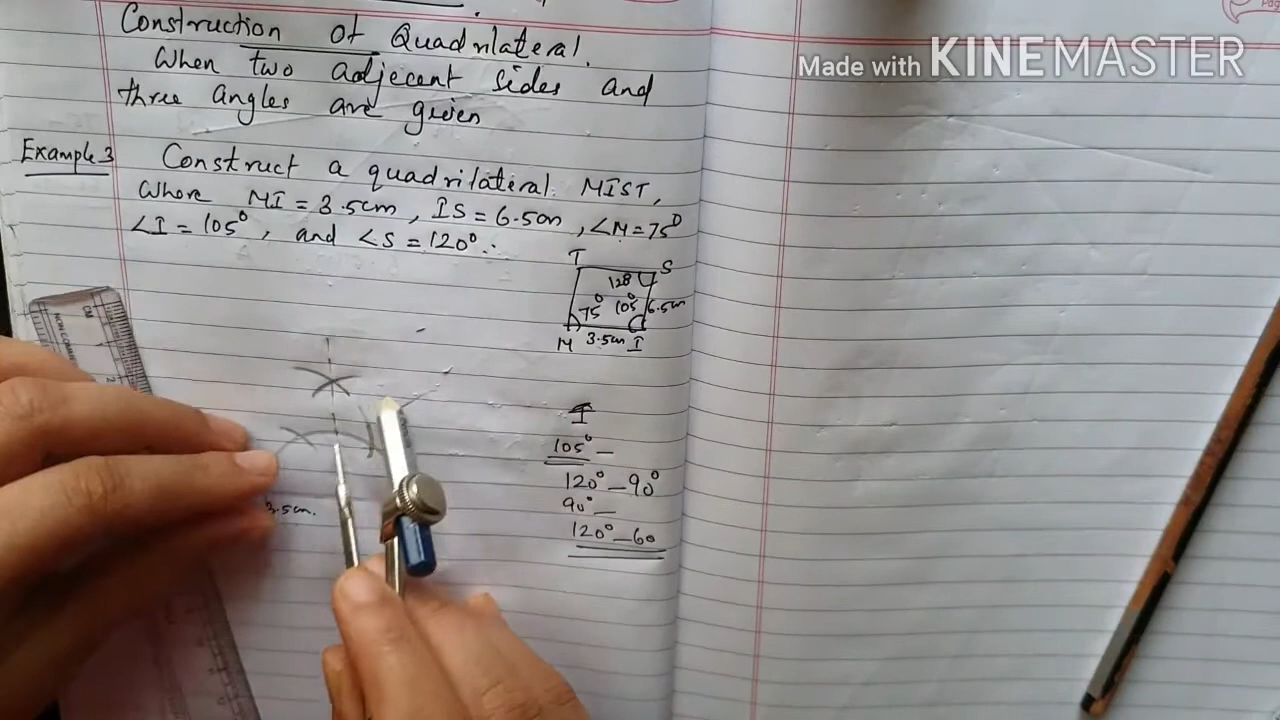 Construction of Quadrilateral.
When two adjecent sides and
three angles are given
Example 3 Construct a quadrilateral MIST,
Where MI = 3.5cm, IS = 6.5cm, ∠M = 75°
∠I = 105°, and ∠S = 120°.
T S
120°
75° 105° 6.5cm
M 3.5cm I
I
105° –
120° – 90°
90° –
120° – 60
3.5cm.
Made with KINEMASTER